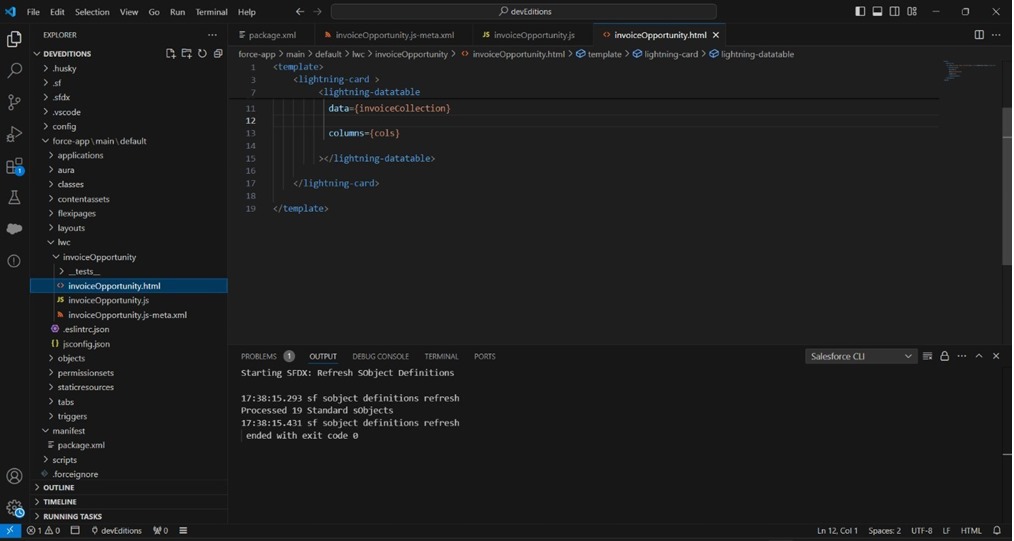 File Edit Selection View Go Run Terminal Help
devEditions
EXPLORER
DEVEDITIONS
.husky
.sf
.sfdx
.vscode
config
force-app \ main \ default
applications
aura
classes
contentassets
flexipages
layouts
lwc
invoiceOpportunity
__tests__
<> invoiceOpportunity.html
JS invoiceOpportunity.js
invoiceOpportunity.js-meta.xml
.eslintrc.json
{} jsconfig.json
objects
permissionsets
staticresources
tabs
triggers
manifest
package.xml
scripts
.forceignore
OUTLINE
TIMELINE
RUNNING TASKS
1
package.xml
invoiceOpportunity.js-meta.xml
JS invoiceOpportunity.js
<> invoiceOpportunity.html
force-app > main > default > lwc > invoiceOpportunity > <> invoiceOpportunity.html > template > lightning-card > lightning-datatable
1 <template>
3 <lightning-card >
7 <lightning-datatable
11 data={invoiceCollection}
12
13 columns={cols}
14
15 ></lightning-datatable>
16
17 </lightning-card>
18
19 </template>
PROBLEMS 1 OUTPUT DEBUG CONSOLE TERMINAL PORTS
Salesforce CLI
Starting SFDX: Refresh SObject Definitions
17:38:15.293 sf sobject definitions refresh
Processed 19 Standard sObjects
17:38:15.431 sf sobject definitions refresh
ended with exit code 0
1 0 devEditions 0
Ln 12, Col 1 Spaces: 2 UTF-8 LF HTML